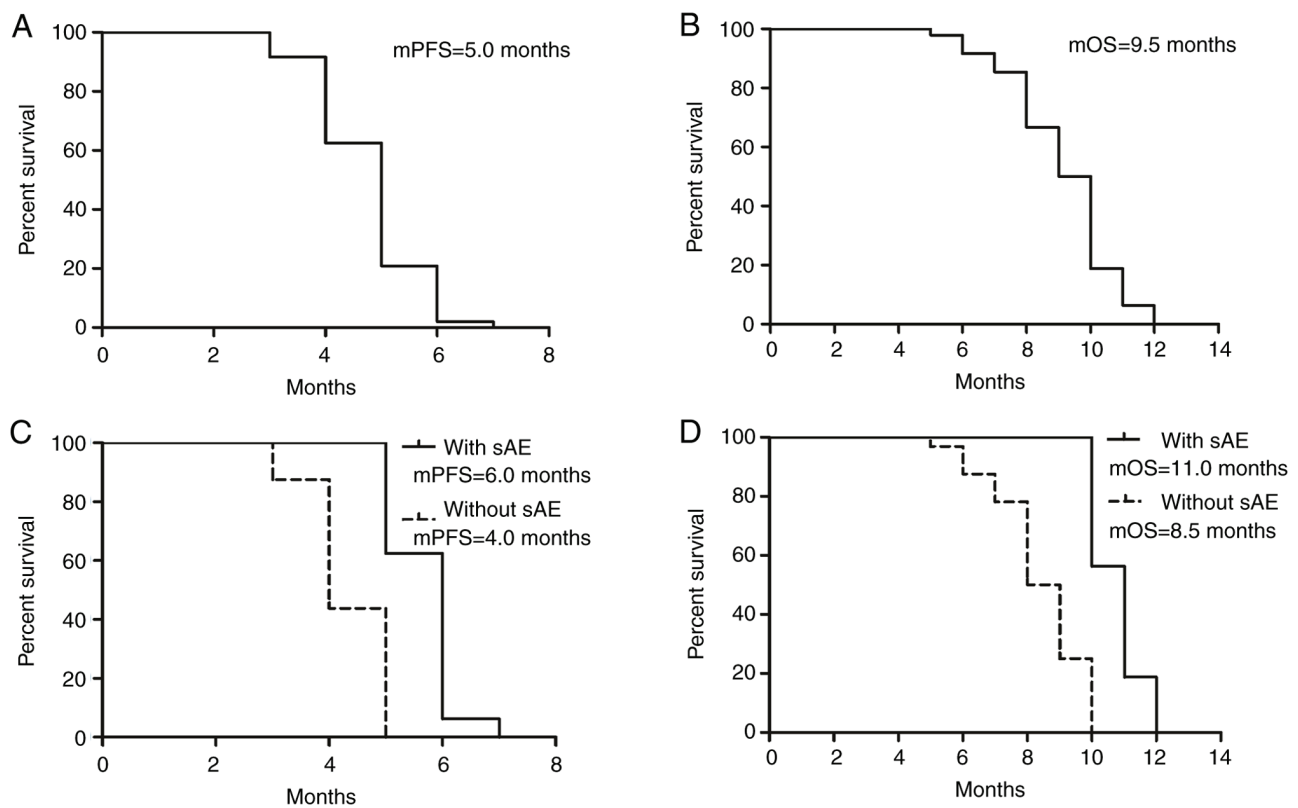 A
mPFS=5.0 months
100
80
60
40
20
0
Percent survival
0 2 4 6 8
Months
B
mOS=9.5 months
100
80
60
40
20
0
Percent survival
0 2 4 6 8 10 12 14
Months
C
With sAE
mPFS=6.0 months
Without sAE
mPFS=4.0 months
100
80
60
40
20
0
Percent survival
0 2 4 6 8
Months
D
With sAE
mOS=11.0 months
Without sAE
mOS=8.5 months
100
80
60
40
20
0
Percent survival
0 2 4 6 8 10 12 14
Months